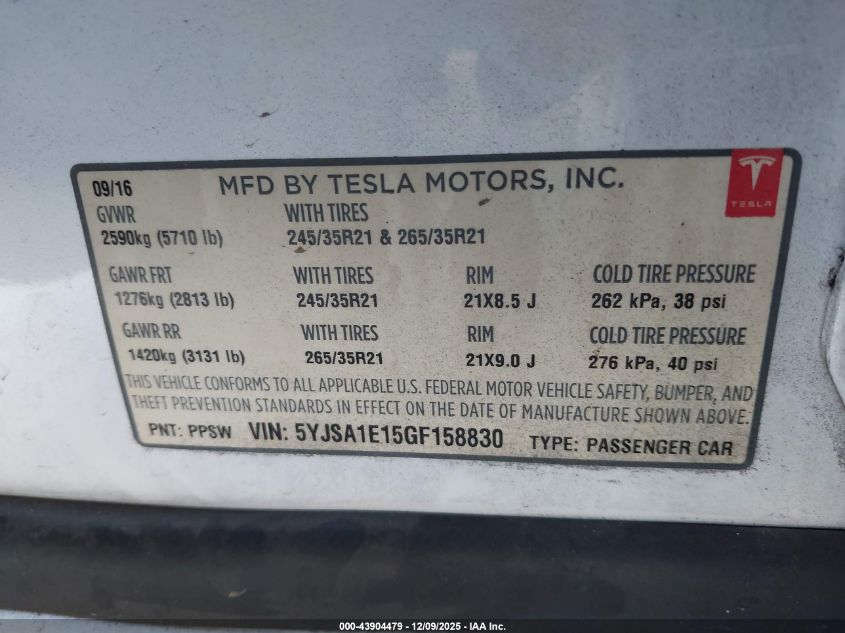 09/16 MFD BY TESLA MOTORS, INC.
TESLA
GVWR WITH TIRES
2590kg (5710 lb) 245/35R21 & 265/35R21
GAWR FRT WITH TIRES RIM COLD TIRE PRESSURE
1276kg (2813 lb) 245/35R21 21X8.5 J 262 kPa, 38 psi
GAWR RR WITH TIRES RIM COLD TIRE PRESSURE
1420kg (3131 lb) 265/35R21 21X9.0 J 276 kPa, 40 psi
THIS VEHICLE CONFORMS TO ALL APPLICABLE U.S. FEDERAL MOTOR VEHICLE SAFETY, BUMPER, AND
THEFT PREVENTION STANDARDS IN EFFECT ON THE DATE OF MANUFACTURE SHOWN ABOVE.
PNT: PPSW VIN: 5YJSA1E15GF158830 TYPE: PASSENGER CAR
000-43904479 - 12/09/2025 - IAA Inc.